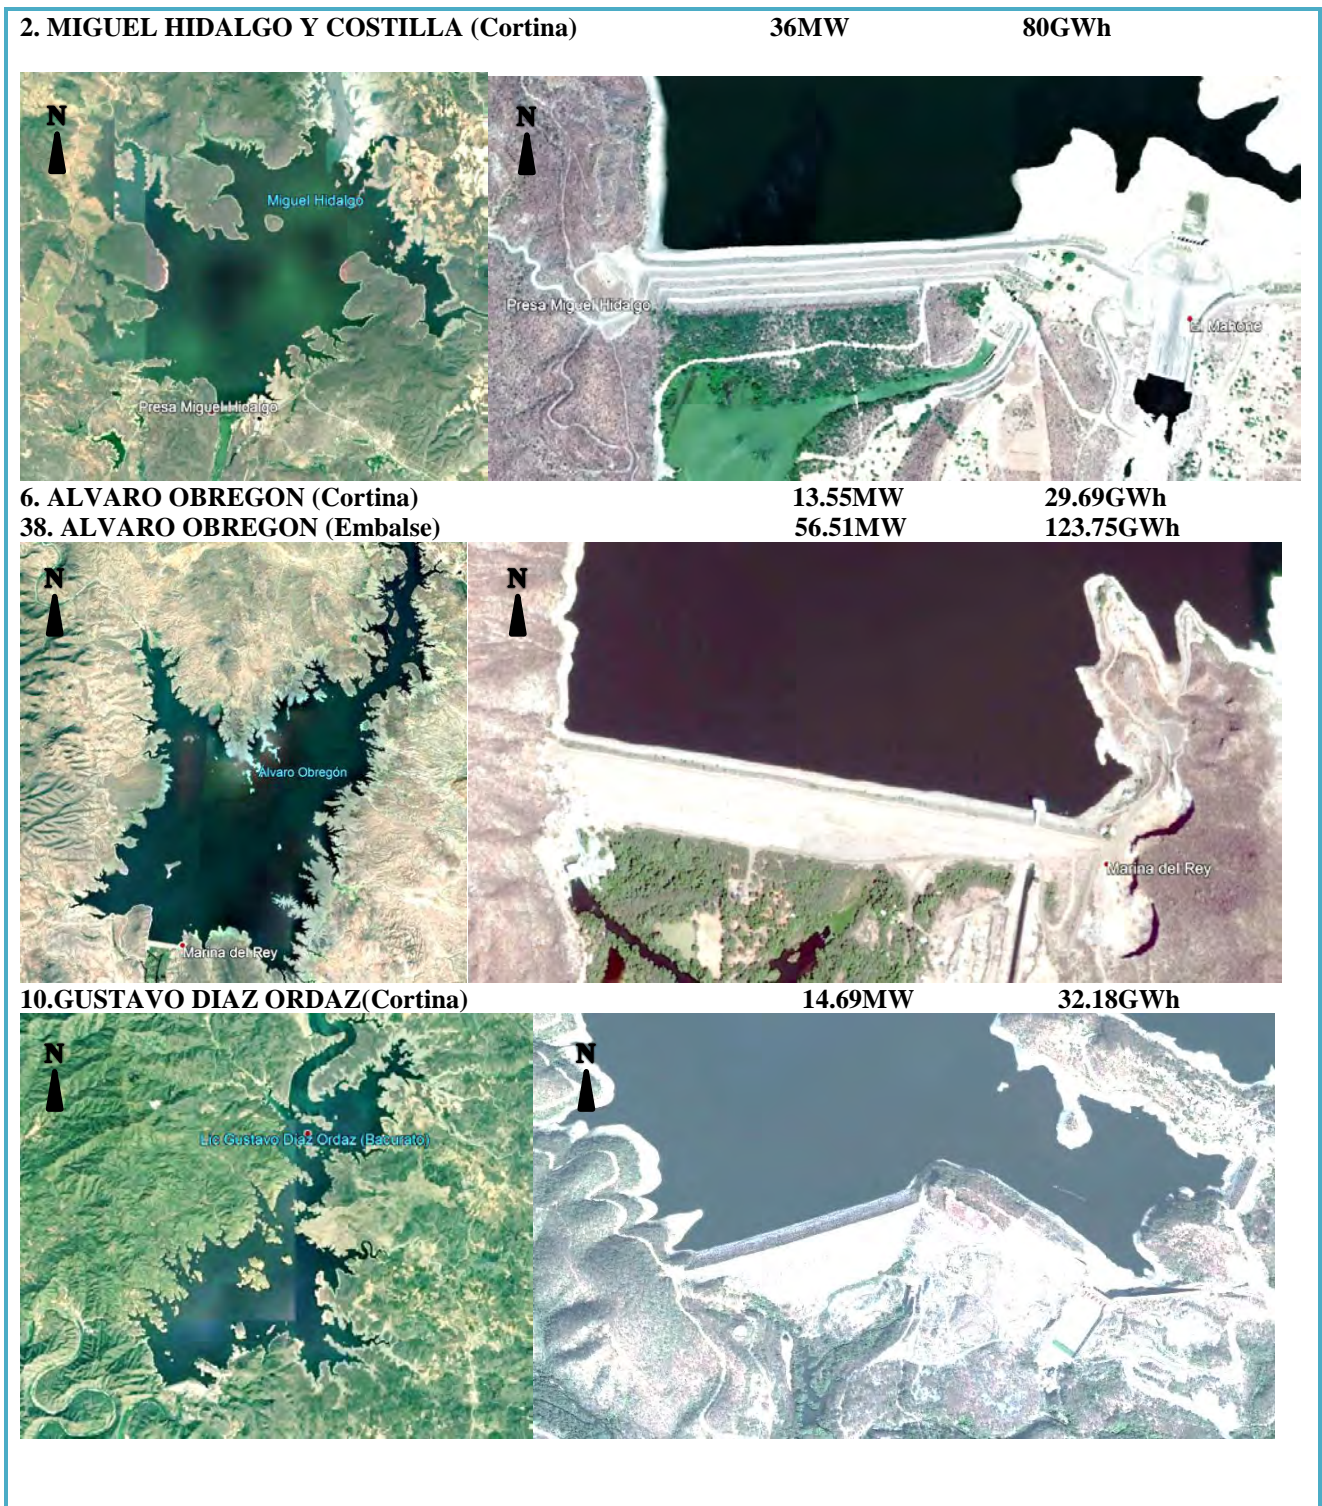 2. MIGUEL HIDALGO Y COSTILLA (Cortina) 36MW 80GWh
N
N
Miguel Hidalgo
Presa Miguel Hidalgo
Presa Miguel Hidalgo
El Mahone
6. ALVARO OBREGON (Cortina) 13.55MW 29.69GWh
38. ALVARO OBREGON (Embalse) 56.51MW 123.75GWh
N
N
Alvaro Obregón
Marina del Rey
Marina del Rey
10.GUSTAVO DIAZ ORDAZ(Cortina) 14.69MW 32.18GWh
N
N
Lic Gustavo Díaz Ordaz (Bacurato)